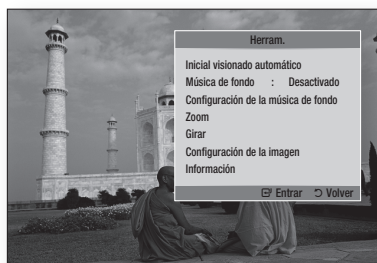 Herram.
Inicial visionado automático
Música de fondo : Desactivado
Configuración de la música de fondo
Zoom
Girar
Configuración de la imagen
Información
Entrar Volver